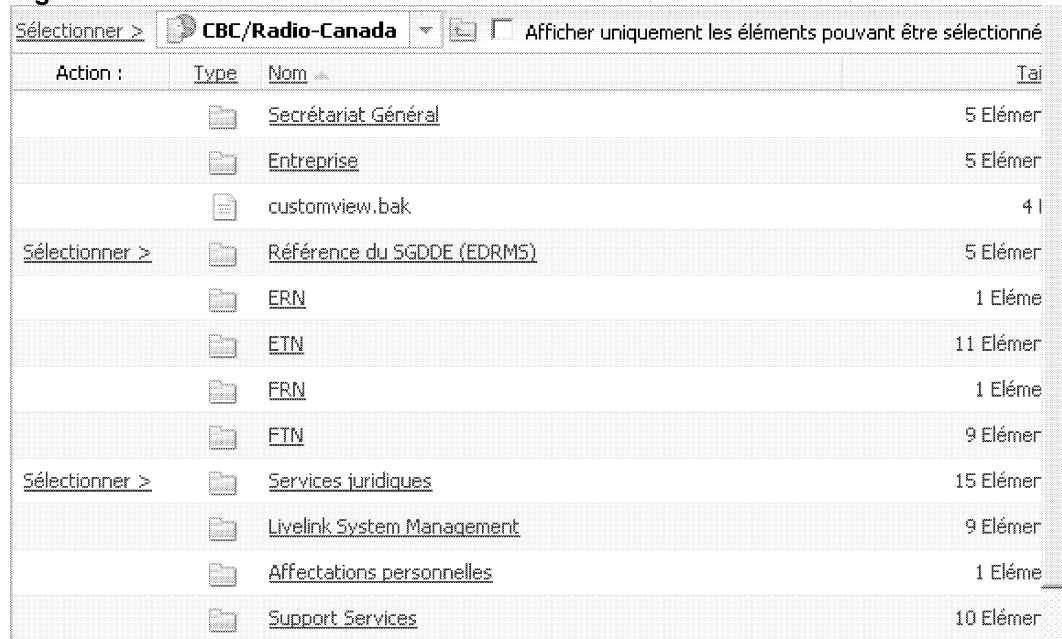 Sélectionner > CBC/Radio-Canada Afficher uniquement les éléments pouvant être sélectionné
Action : Type Nom Tai
Secrétariat Général 5 Elémer
Entreprise 5 Elémer
customview.bak 4
Sélectionner > Référence du SGDDE (EDRMS) 5 Elémer
ERN 1 Eléme
ETN 11 Elémer
FRN 1 Eléme
FTN 9 Elémer
Sélectionner > Services juridiques 15 Elémer
Livelink System Management 9 Elémer
Affectations personnelles 1 Eléme
Support Services 10 Elémer